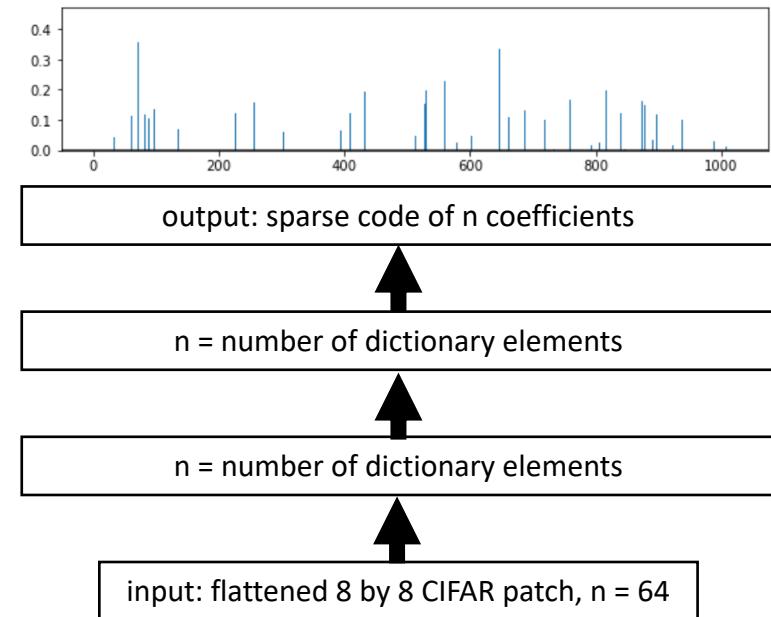 0.4
0.3
0.2
0.1
0.0
0 200 400 600 800 1000
output: sparse code of n coefficients
n = number of dictionary elements
n = number of dictionary elements
input: flattened 8 by 8 CIFAR patch, n = 64